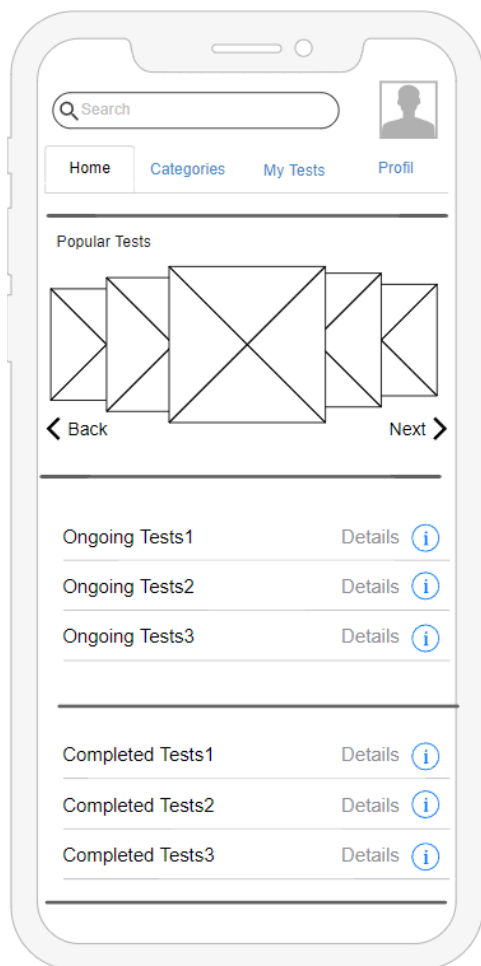 Search
Home Categories My Tests Profil
Popular Tests
Back Next
Ongoing Tests1 Details i
Ongoing Tests2 Details i
Ongoing Tests3 Details i
Completed Tests1 Details i
Completed Tests2 Details i
Completed Tests3 Details i